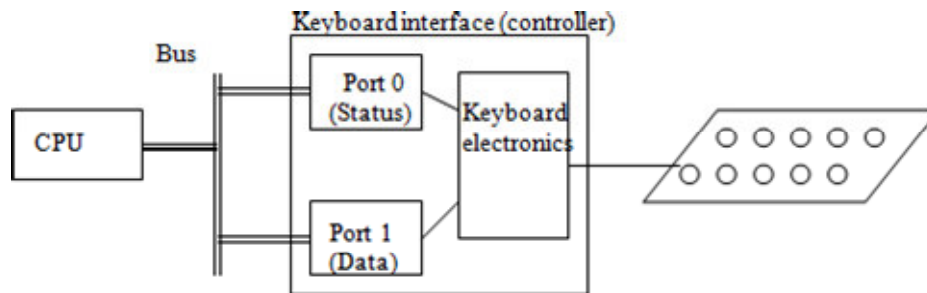 Keyboard interface (controller)
Bus
Port 0
(Status)
CPU
Keyboard
electronics
Port 1
(Data)